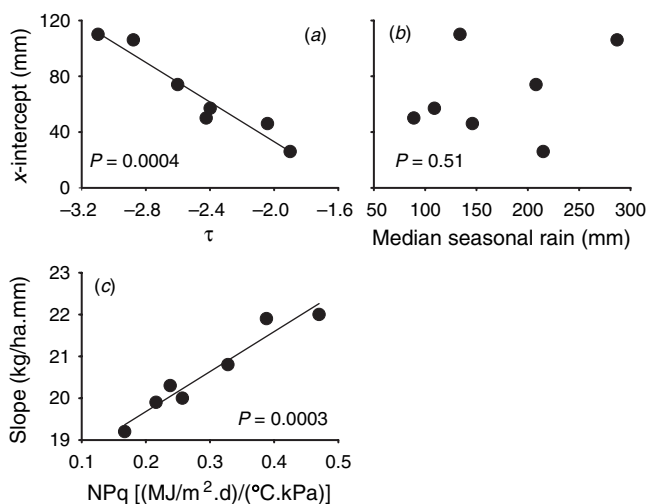 120
80
40
0
x-intercept (mm)
(a)
P = 0.0004
–3.2 –2.8 –2.4 –2.0 –1.6
τ
(b)
P = 0.51
50 100 150 200 250 300
Median seasonal rain (mm)
23
22
21
20
19
Slope (kg/ha.mm)
(c)
P = 0.0003
0.1 0.2 0.3 0.4 0.5
NPq [(MJ/m².d)/(°C.kPa)]